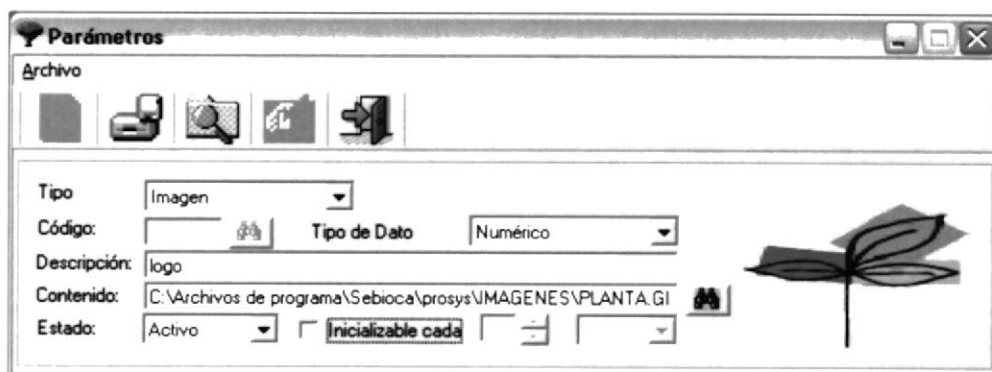 Parámetros
Archivo
Tipo Imagen
Código: Tipo de Dato Numérico
Descripción: logo
Contenido: C:\Archivos de programa\Sebioca\prosys\IMAGENES\PLANTA.GI
Estado: Activo Inicializable cada